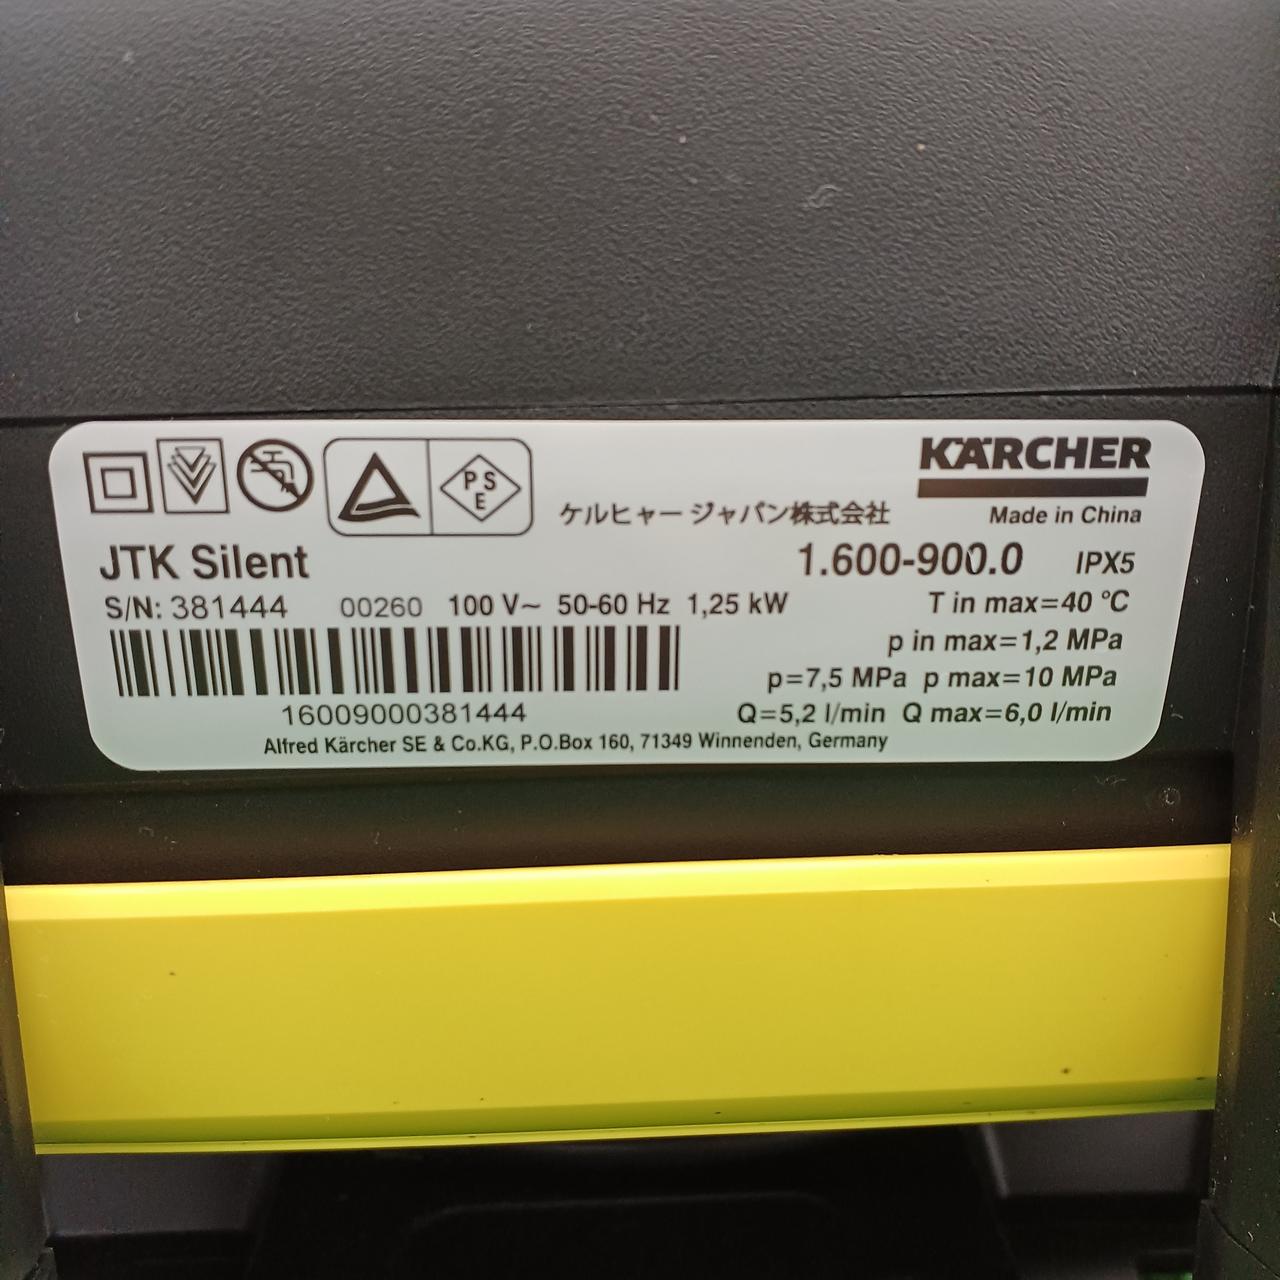 PSE
ケルヒャー ジャパン株式会社
KÄRCHER
Made in China
JTK Silent
1.600-900.0 IPX5
S/N: 381444 00260 100 V~ 50-60 Hz 1,25 kW
T in max=40 °C
p in max=1,2 MPa
p=7,5 MPa p max=10 MPa
Q=5,2 l/min Q max=6,0 l/min
16009000381444
Alfred Kärcher SE & Co.KG, P.O.Box 160, 71349 Winnenden, Germany